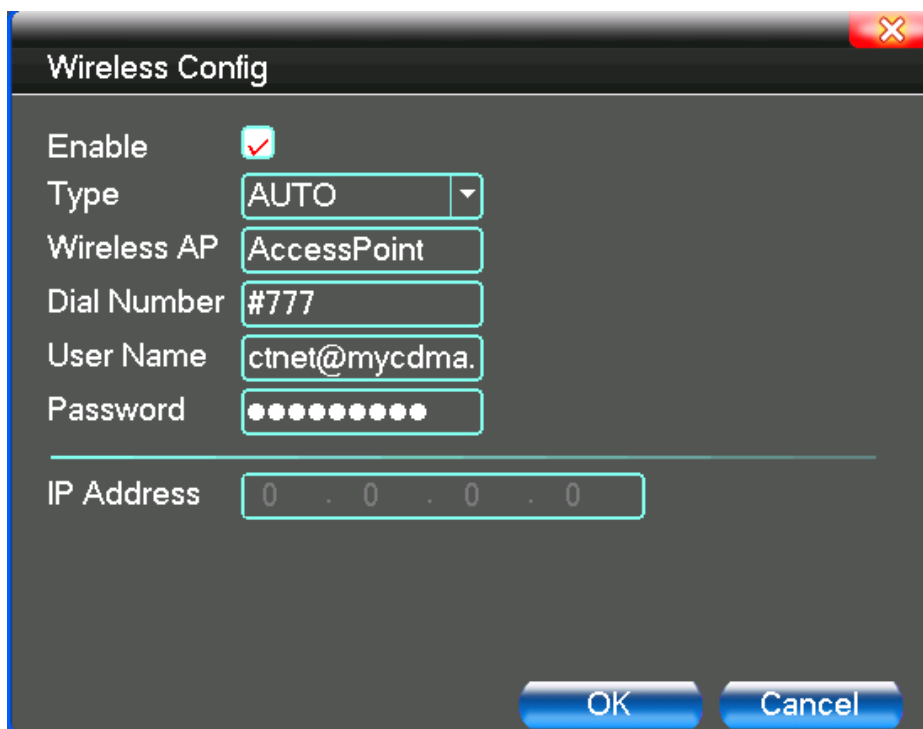 Wireless Config
Enable
Type AUTO
Wireless AP AccessPoint
Dial Number #777
User Name ctnet@mycdma.
Password ●●●●●●●●●
IP Address 0 . 0 . 0 . 0
OK Cancel